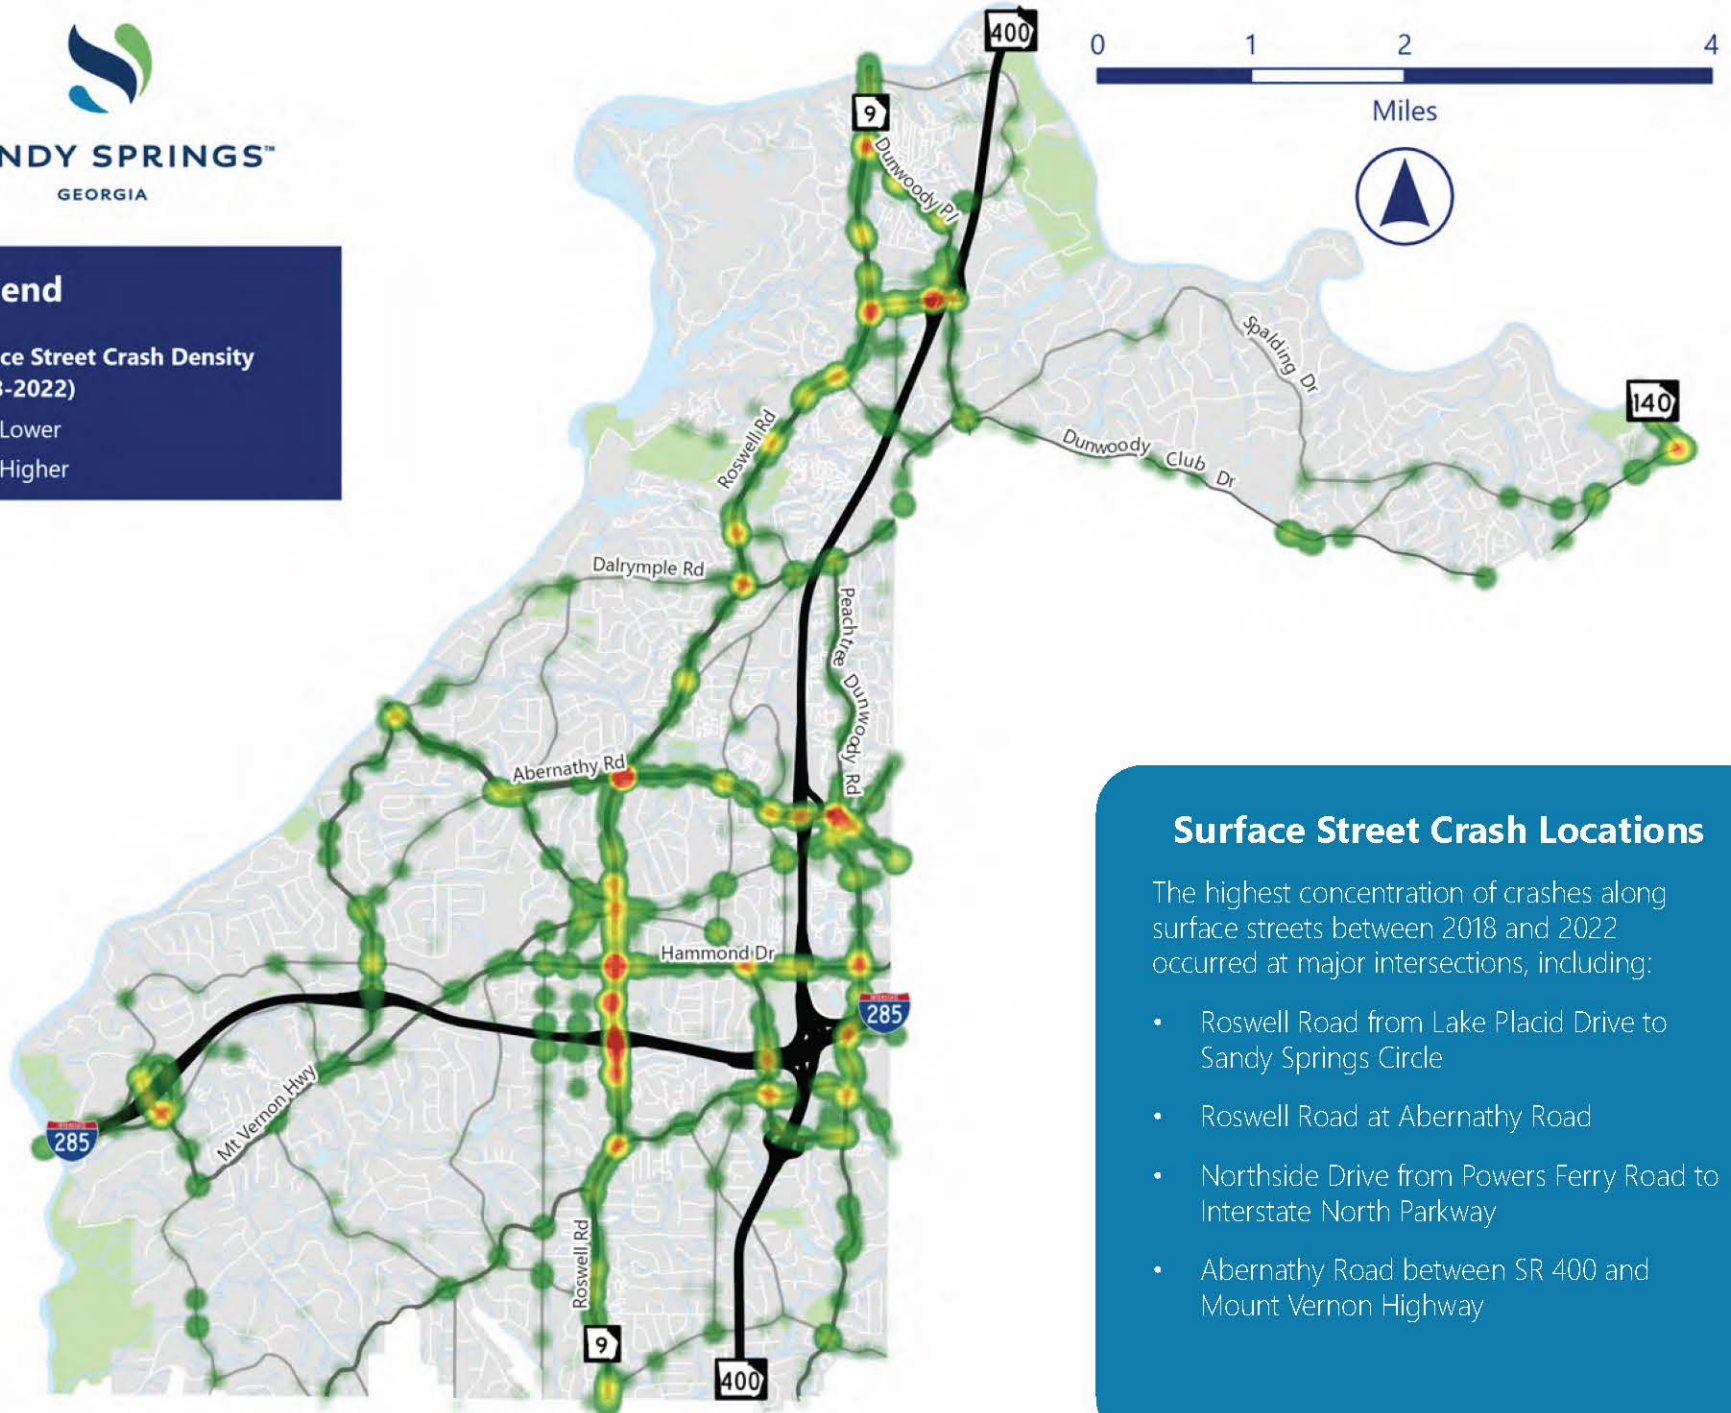 NDY SPRINGS™
GEORGIA
end
ce Street Crash Density
-2022)
Lower
Higher
400
0 1 2 4
Miles
9
Dunwoody Pl
Spalding Dr
140
Roswell Rd
Dunwoody Club Dr
Dalrymple Rd
Peachtree Dunwoody Rd
Abernathy Rd
Hammond Dr
285
Mt Vernon Hwy
285
Roswell Rd
9
400
Surface Street Crash Locations
The highest concentration of crashes along
surface streets between 2018 and 2022
occurred at major intersections, including:
• Roswell Road from Lake Placid Drive to
Sandy Springs Circle
• Roswell Road at Abernathy Road
• Northside Drive from Powers Ferry Road to
Interstate North Parkway
• Abernathy Road between SR 400 and
Mount Vernon Highway